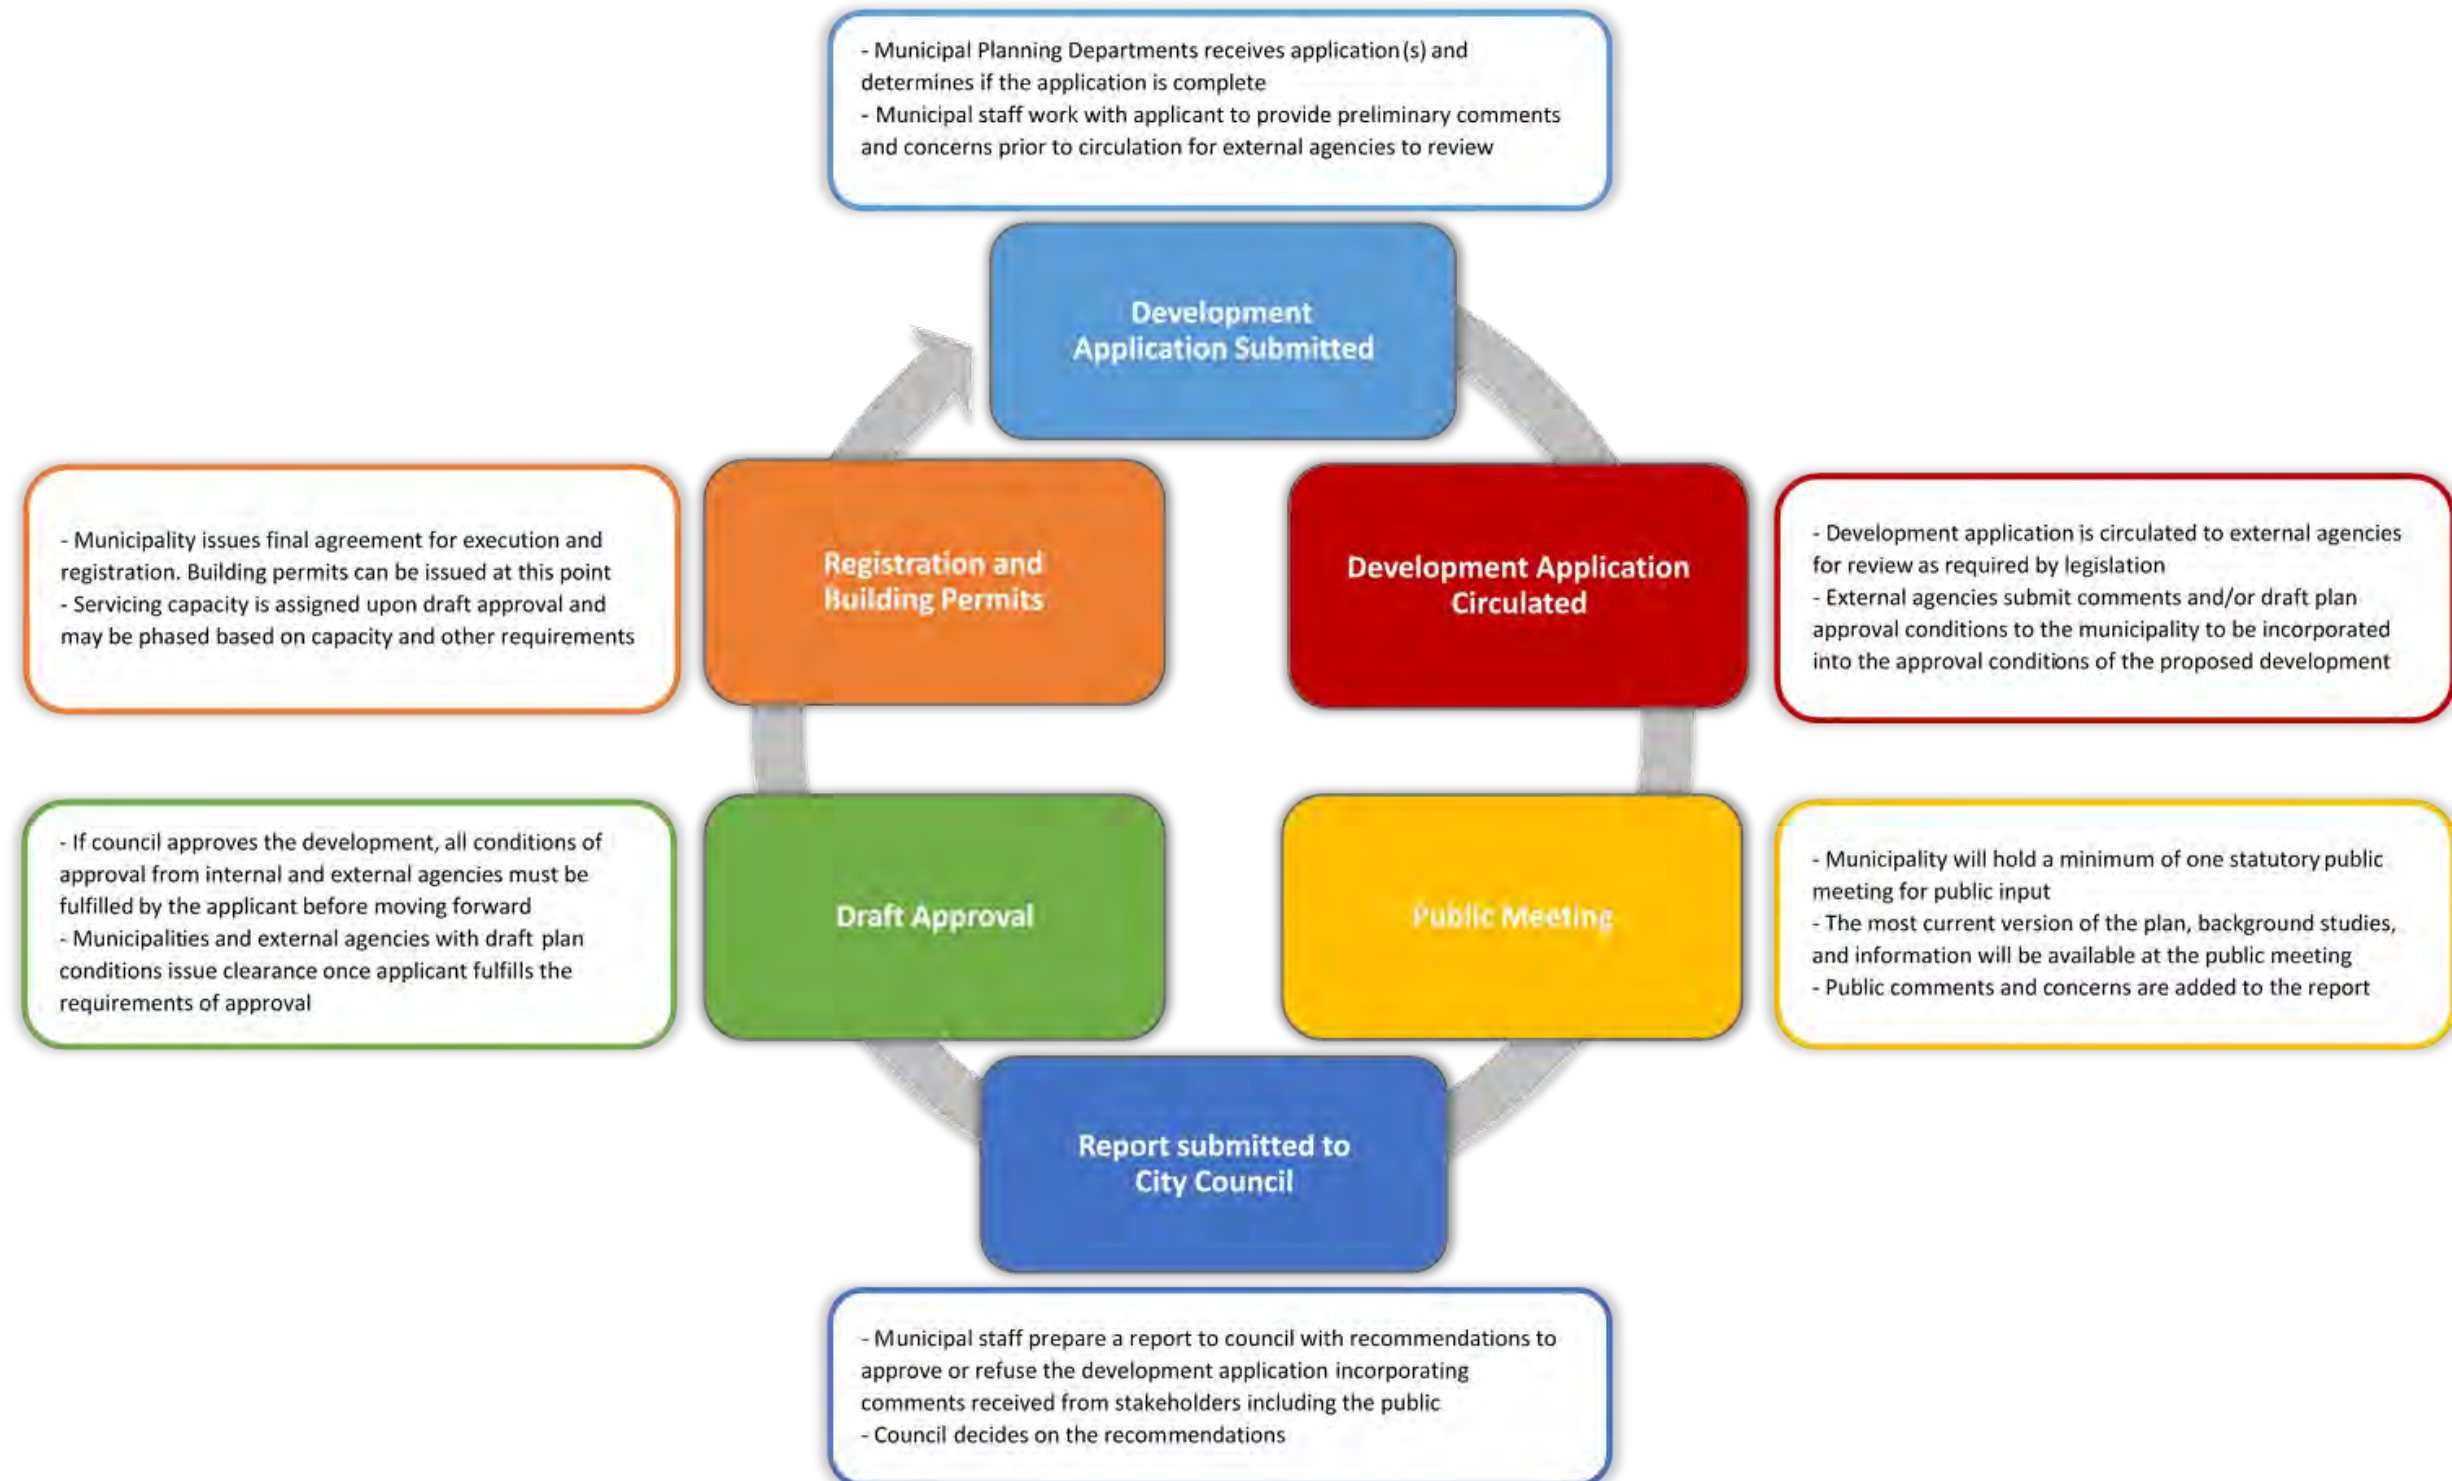 - Municipal Planning Departments receives application(s) and
determines if the application is complete
- Municipal staff work with applicant to provide preliminary comments
and concerns prior to circulation for external agencies to review
Development
Application Submitted
Registration and
Building Permits
- Municipality issues final agreement for execution and
registration. Building permits can be issued at this point
- Servicing capacity is assigned upon draft approval and
may be phased based on capacity and other requirements
Development Application
Circulated
- Development application is circulated to external agencies
for review as required by legislation
- External agencies submit comments and/or draft plan
approval conditions to the municipality to be incorporated
into the approval conditions of the proposed development
- If council approves the development, all conditions of
approval from internal and external agencies must be
fulfilled by the applicant before moving forward
- Municipalities and external agencies with draft plan
conditions issue clearance once applicant fulfills the
requirements of approval
Draft Approval
Public Meeting
- Municipality will hold a minimum of one statutory public
meeting for public input
- The most current version of the plan, background studies,
and information will be available at the public meeting
- Public comments and concerns are added to the report
Report submitted to
City Council
- Municipal staff prepare a report to council with recommendations to
approve or refuse the development application incorporating
comments received from stakeholders including the public
- Council decides on the recommendations